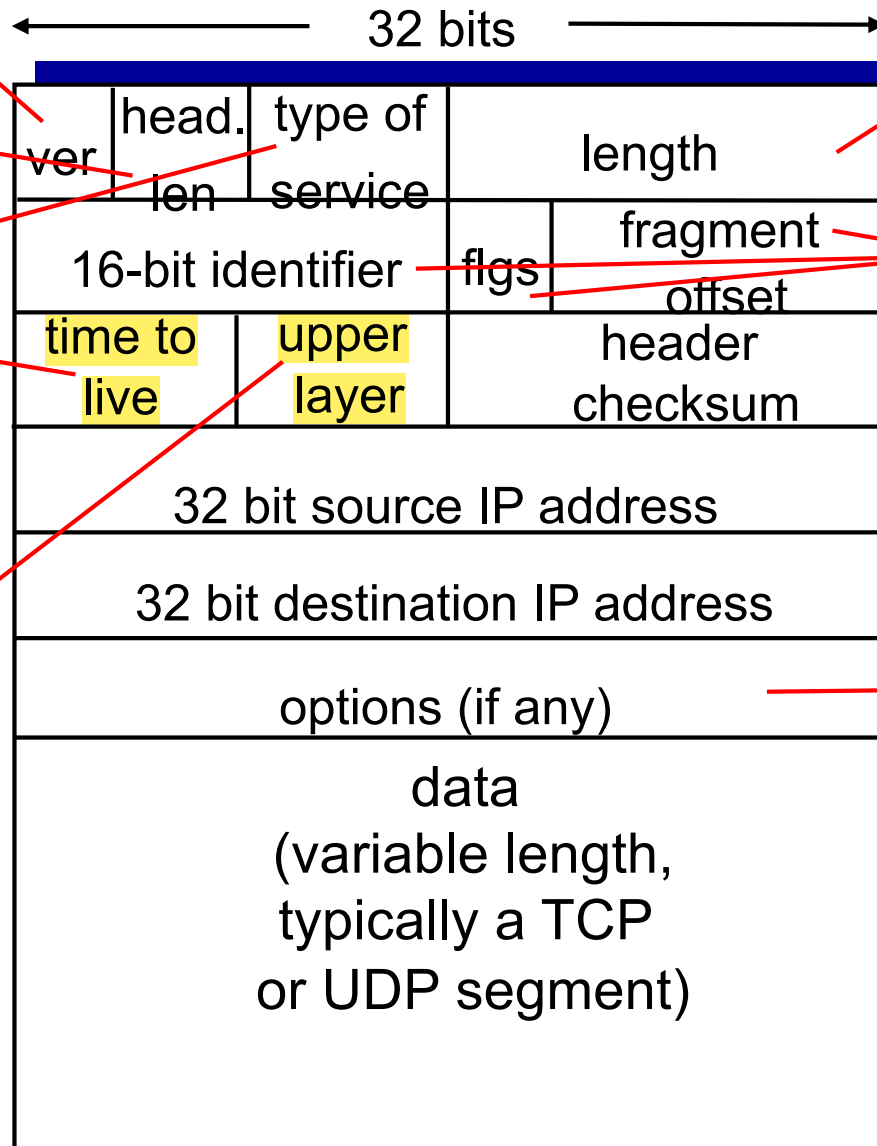 32 bits
ver
head.
len
type of
service
length
16-bit identifier
flgs
fragment
offset
time to
live
upper
layer
header
checksum
32 bit source IP address
32 bit destination IP address
options (if any)
data
(variable length,
typically a TCP
or UDP segment)